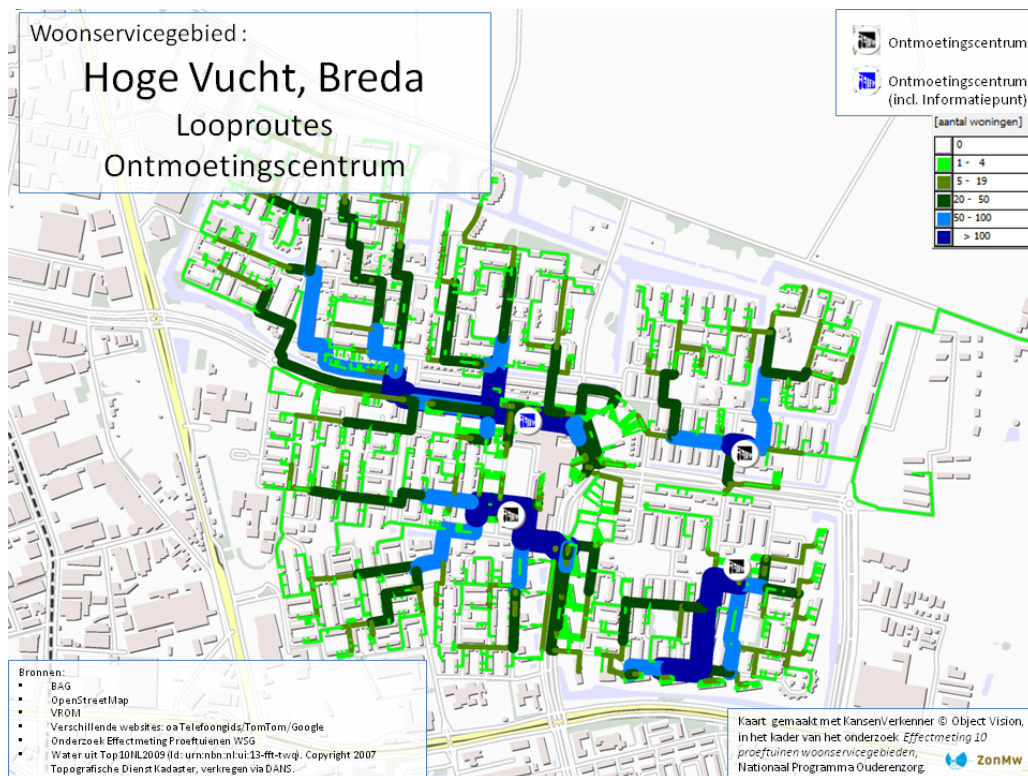 Woonservicegebied :
Hoge Vucht, Breda
Looproutes
Ontmoetingscentrum
Ontmoetingscentrum
Ontmoetingscentrum
(incl. Informatiepunt)
[aantal woningen]
0
1 - 4
5 - 19
20 - 50
50 - 100
> 100
Bronnen:
BAG
OpenStreetMap
VROM
Verschillende websites: oa Telefoongids/TomTom/Google
Onderzoek Effectmeting Proeftuienen WSG
Water uit Top10NL2009 (Id: urn:nbn:nl:ui:13-fft-twq). Copyright 2007
Topografische Dienst Kadaster, verkregen via DANS.
Kaart gemaakt met KansenVerkenner © Object Vision,
in het kader van het onderzoek Effectmeting 10
proeftuinen woonservicegebieden,
Nationaal Programma Ouderenzorg,
ZonMw